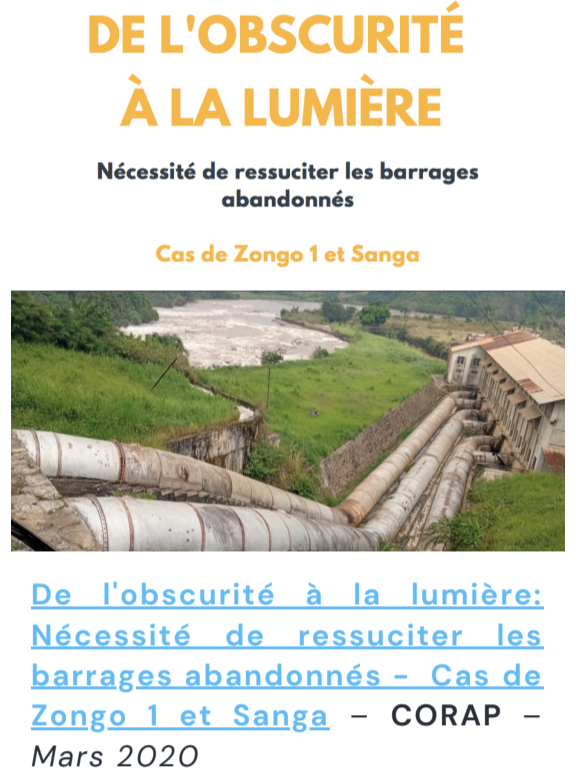 DE L'OBSCURITÉ
À LA LUMIÈRE
Nécessité de ressuciter les barrages
abandonnés
Cas de Zongo 1 et Sanga
De l'obscurité à la lumière:
Nécessité de ressuciter les
barrages abandonnés – Cas de
Zongo 1 et Sanga – CORAP –
Mars 2020